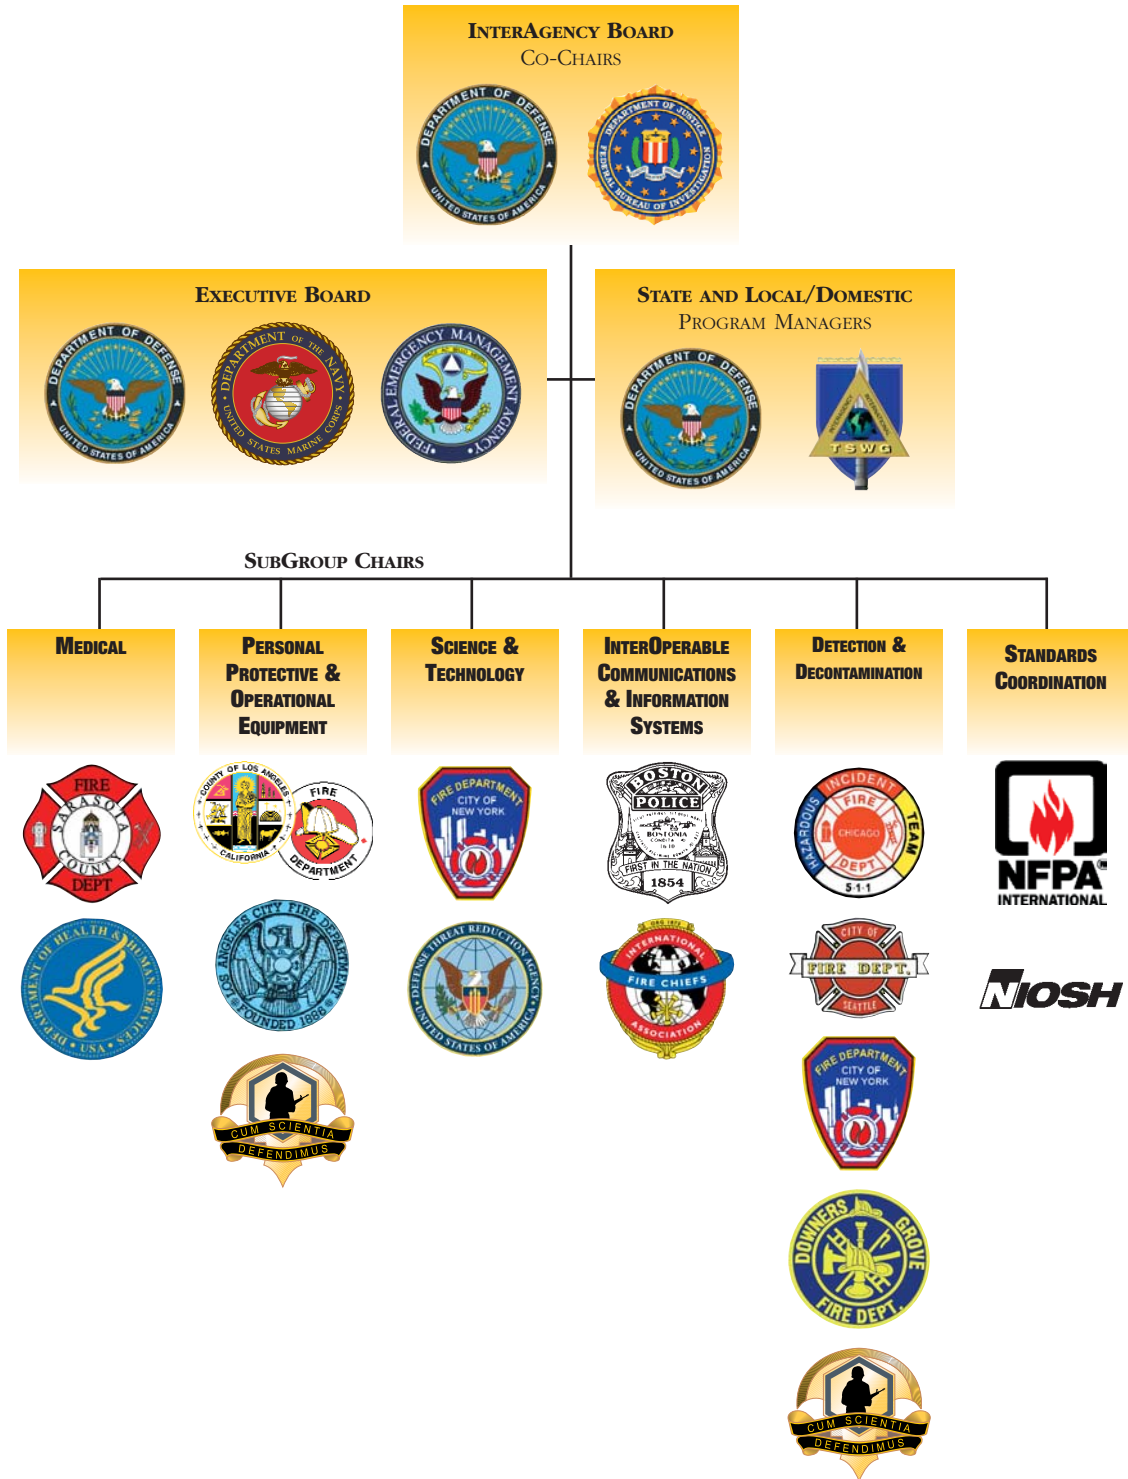 INTERAGENCY BOARD
CO-CHAIRS
DEPARTMENT OF DEFENSE
UNITED STATES OF AMERICA
DEPARTMENT OF JUSTICE
FEDERAL BUREAU OF INVESTIGATION
EXECUTIVE BOARD
DEPARTMENT OF DEFENSE
UNITED STATES OF AMERICA
DEPARTMENT OF THE NAVY
UNITED STATES MARINE CORPS
FEDERAL EMERGENCY MANAGEMENT AGENCY
STATE AND LOCAL/DOMESTIC
PROGRAM MANAGERS
DEPARTMENT OF DEFENSE
UNITED STATES OF AMERICA
INTERAGENCY
INTERNATIONAL
TSWG
SUBGROUP CHAIRS
MEDICAL
FIRE
SARASOTA
COUNTY
DEPT
DEPARTMENT OF HEALTH & HUMAN SERVICES
USA
PERSONAL
PROTECTIVE &
OPERATIONAL
EQUIPMENT
COUNTY OF LOS ANGELES
CALIFORNIA
FIRE
DEPARTMENT
LOS ANGELES CITY FIRE DEPARTMENT
FOUNDED 1886
CUM SCIENTIA
DEFENDIMUS
SCIENCE &
TECHNOLOGY
FIRE DEPARTMENT
CITY OF
NEW YORK
DEFENSE THREAT REDUCTION AGENCY
UNITED STATES OF AMERICA
INTEROPERABLE
COMMUNICATIONS
& INFORMATION
SYSTEMS
BOSTON
POLICE
BOSTONIA
FIRST IN THE NATION
1854
ORG 1873
INTERNATIONAL
FIRE CHIEFS
ASSOCIATION
DETECTION &
DECONTAMINATION
HAZARDOUS INCIDENT TEAM
FIRE
CHICAGO
DEPT
5-1-1
CITY OF
FIRE DEPT.
SEATTLE
FIRE DEPARTMENT
CITY OF
NEW YORK
DOWNERS GROVE
FIRE DEPT.
CUM SCIENTIA
DEFENDIMUS
STANDARDS
COORDINATION
NFPA
INTERNATIONAL
NIOSH